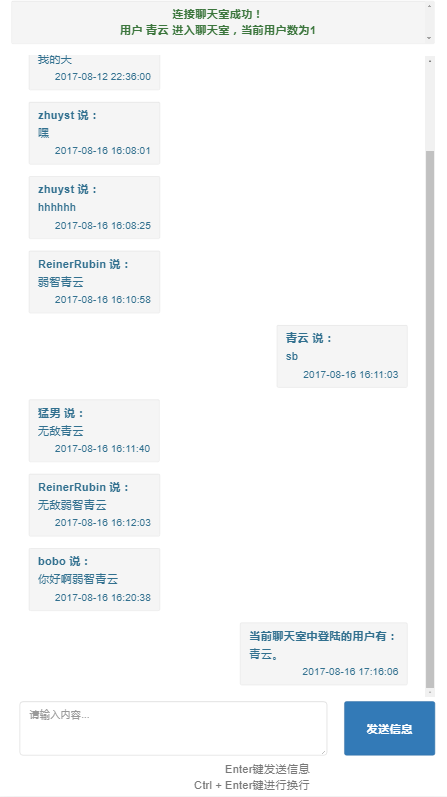 连接聊天室成功！
用户 青云 进入聊天室，当前用户数为1
我的天
2017-08-12 22:36:00
zhuyst 说：
嘿
2017-08-16 16:08:01
zhuyst 说：
hhhhhh
2017-08-16 16:08:25
ReinerRubin 说：
弱智青云
2017-08-16 16:10:58
青云 说：
sb
2017-08-16 16:11:03
猛男 说：
无敌青云
2017-08-16 16:11:40
ReinerRubin 说：
无敌弱智青云
2017-08-16 16:12:03
bobo 说：
你好啊弱智青云
2017-08-16 16:20:38
当前聊天室中登陆的用户有：
青云。
2017-08-16 17:16:06
请输入内容...
发送信息
Enter键发送信息
Ctrl + Enter键进行换行